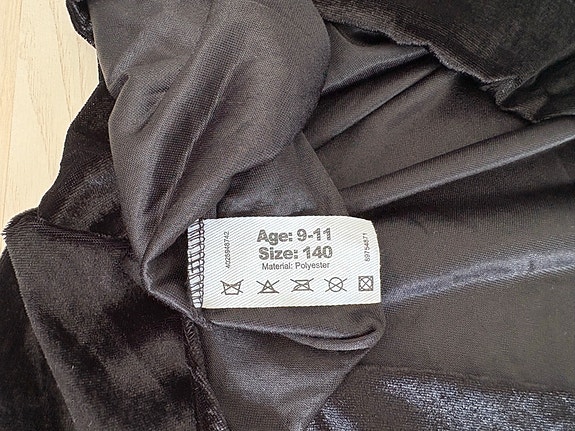 Age: 9-11
Size: 140
Material: Polyester